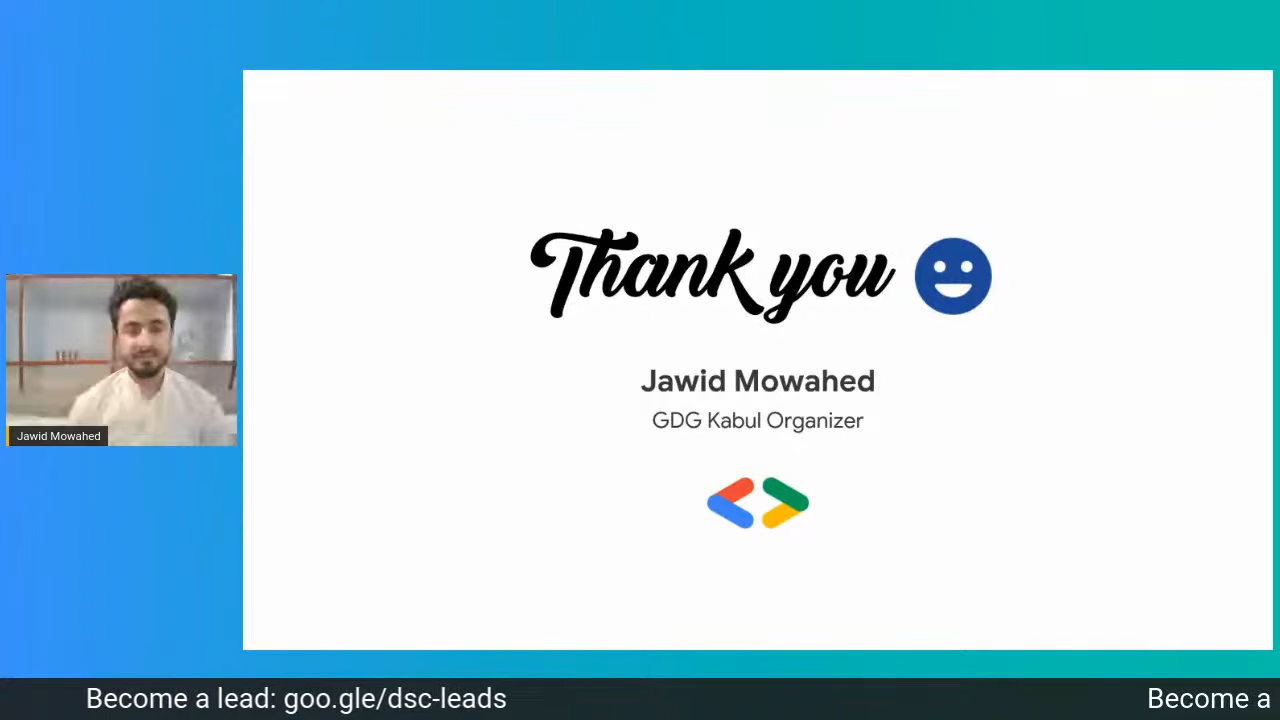 Thank you
Jawid Mowahed
GDG Kabul Organizer
Jawid Mowahed
Become a lead: goo.gle/dsc-leads
Become a